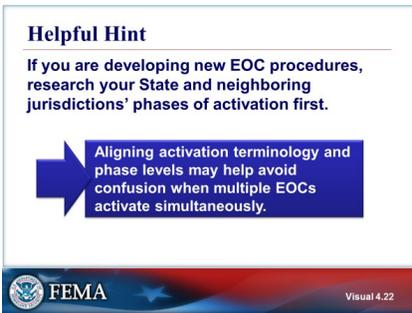 Helpful Hint
If you are developing new EOC procedures,
research your State and neighboring
jurisdictions' phases of activation first.
Aligning activation terminology and
phase levels may help avoid
confusion when multiple EOCs
activate simultaneously.
FEMA
Visual 4.22